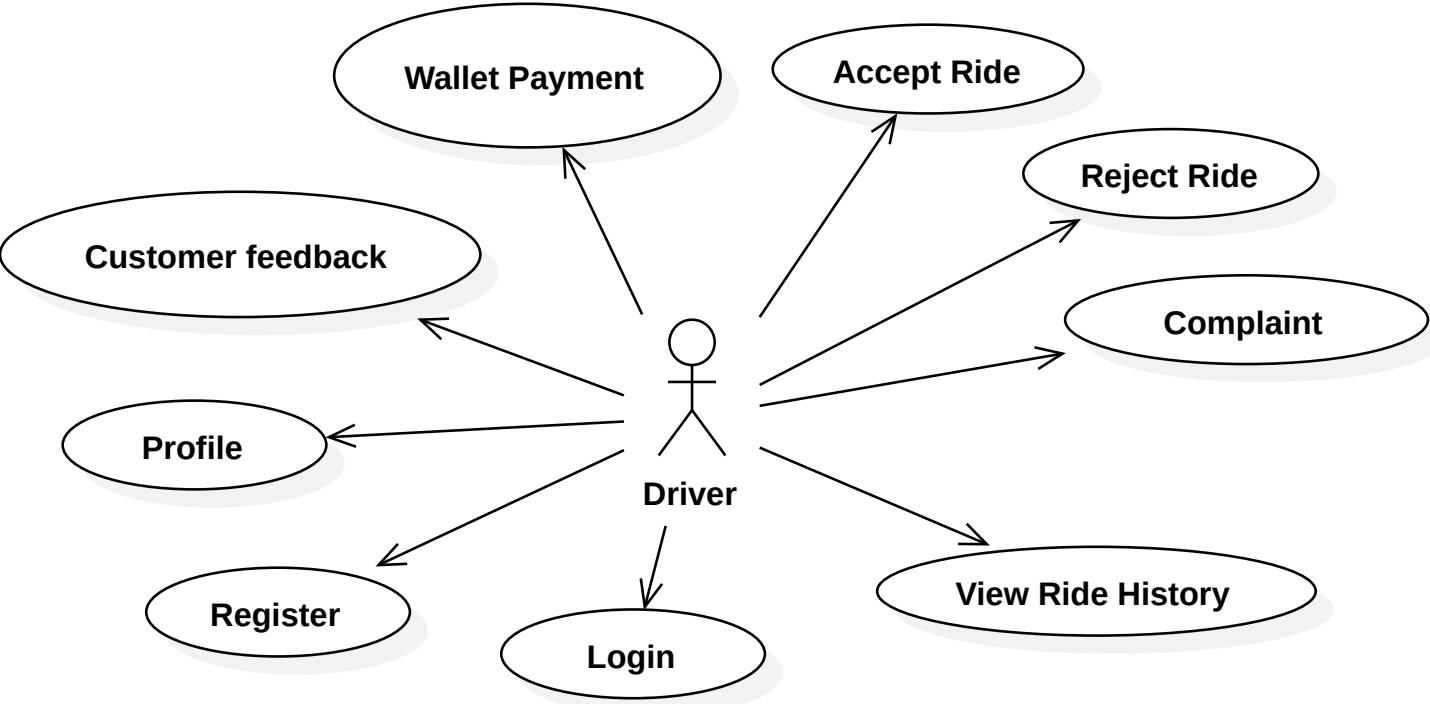 Wallet Payment
Accept Ride
Reject Ride
Customer feedback
Complaint
Profile
Driver
View Ride History
Register
Login